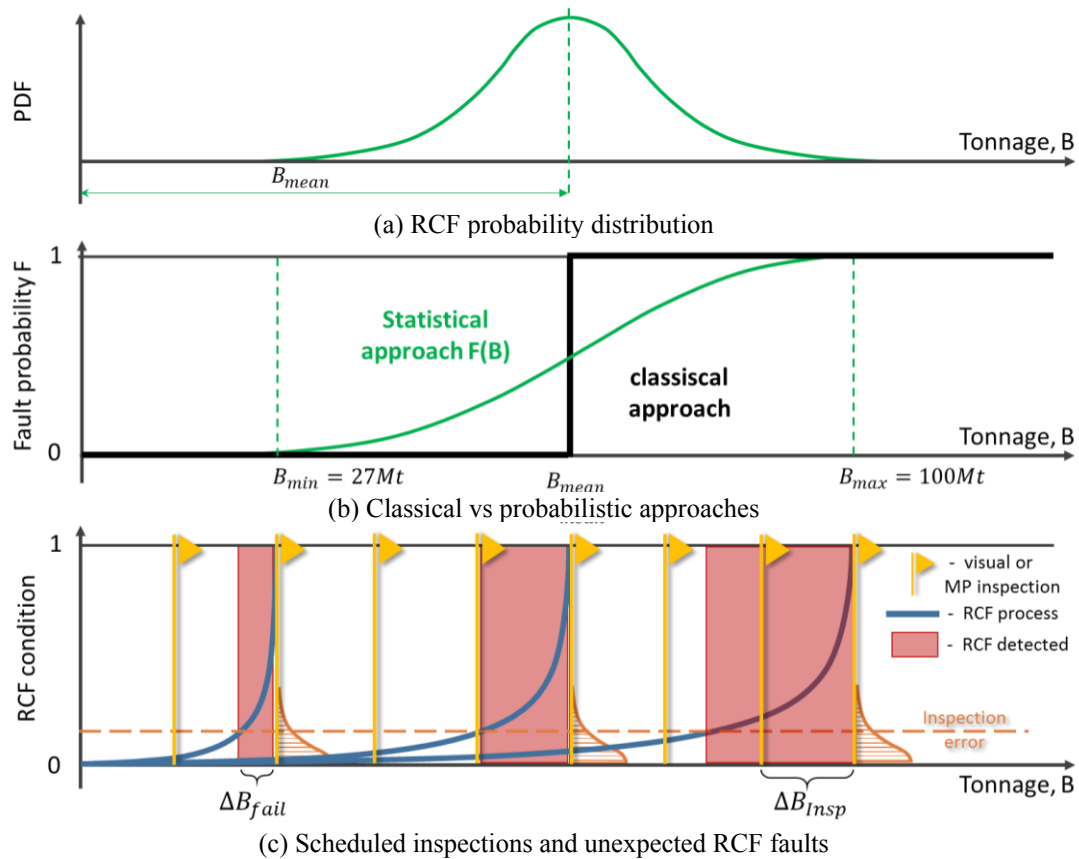 PDF
Tonnage, B
B_mean
(a) RCF probability distribution
Fault probability F
1
0
Statistical
approach F(B)
classiscal
approach
Tonnage, B
B_min = 27Mt
B_mean
B_max = 100Mt
(b) Classical vs probabilistic approaches
RCF condition
1
0
- visual or
MP inspection
- RCF process
- RCF detected
Inspection
error
Tonnage, B
ΔB_fail
ΔB_Insp
(c) Scheduled inspections and unexpected RCF faults